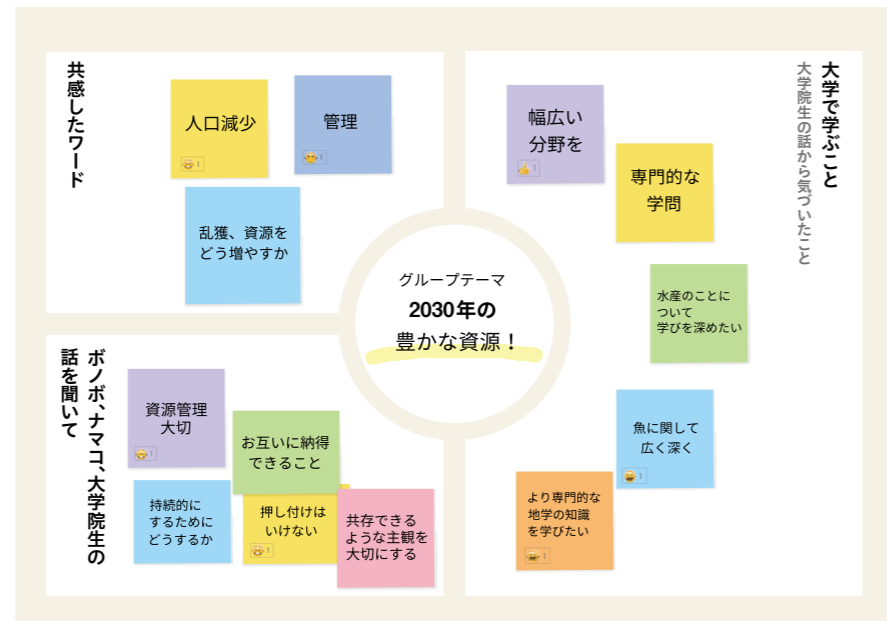 共感したワード
人口減少
1
管理
1
乱獲、資源を
どう増やすか
グループテーマ
2030年の
豊かな資源！
ボノボ、ナマコ、大学院生の
話を聞いて
資源管理
大切
1
お互いに納得
できること
持続的に
するために
どうするか
押し付けは
いけない
1
共存できる
ような主観を
大切にする
大学で学ぶこと
大学院生の話から気づいたこと
幅広い
分野を
1
専門的な
学問
水産のことに
ついて
学びを深めたい
魚に関して
広く深く
1
より専門的な
地学の知識
を学びたい
1